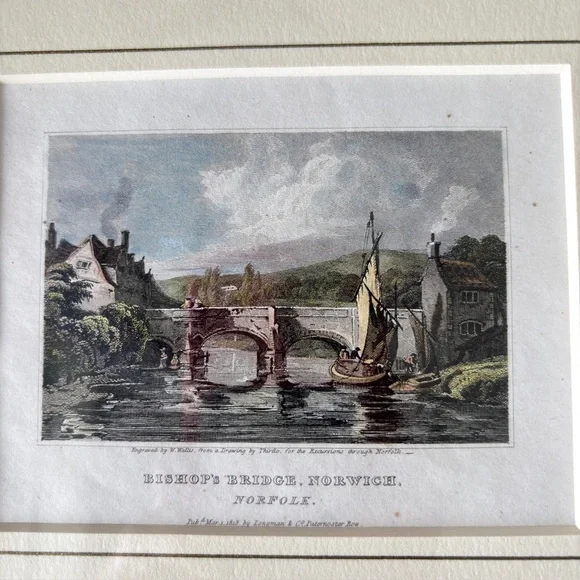 Engraved by W. Wallis, from a Drawing by Thirtle, for the Excursions through Norfolk.
BISHOP'S BRIDGE, NORWICH,
NORFOLK.
Pubd. Mar. 1. 1818, by Longman & Co. Paternoster Row